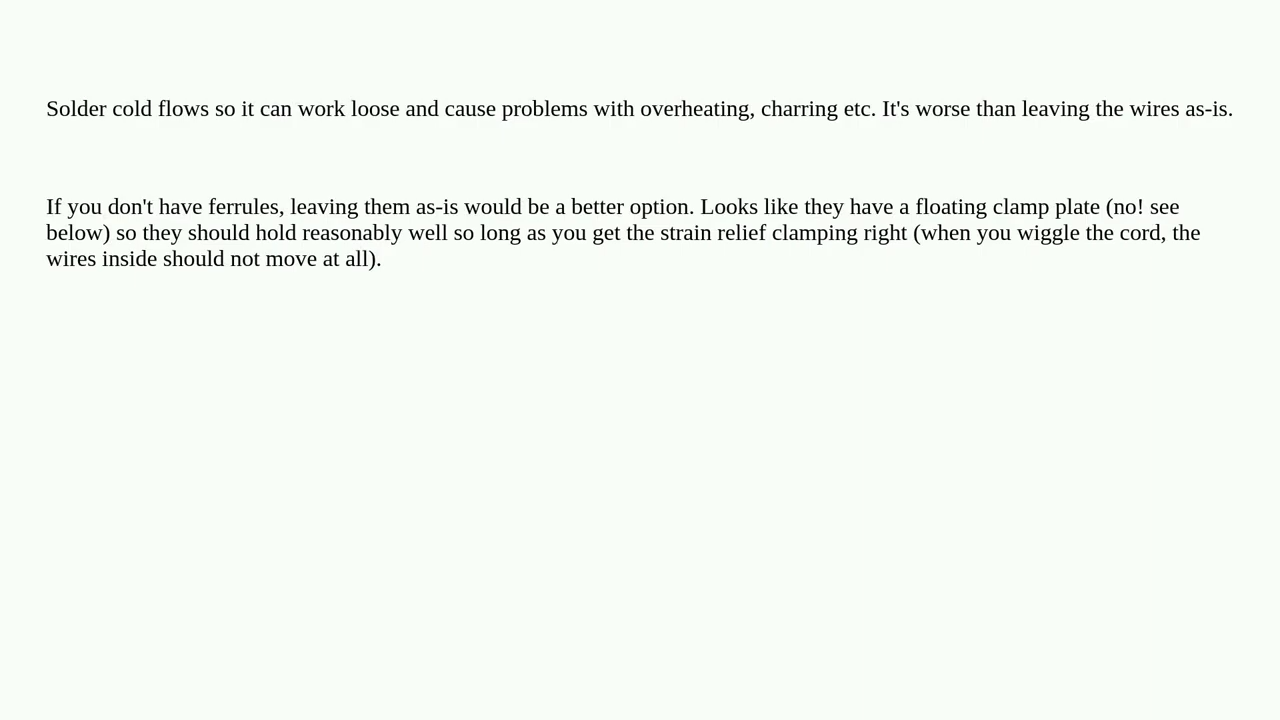 Solder cold flows so it can work loose and cause problems with overheating, charring etc. It's worse than leaving the wires as-is.
If you don't have ferrules, leaving them as-is would be a better option. Looks like they have a floating clamp plate (no! see
below) so they should hold reasonably well so long as you get the strain relief clamping right (when you wiggle the cord, the
wires inside should not move at all).